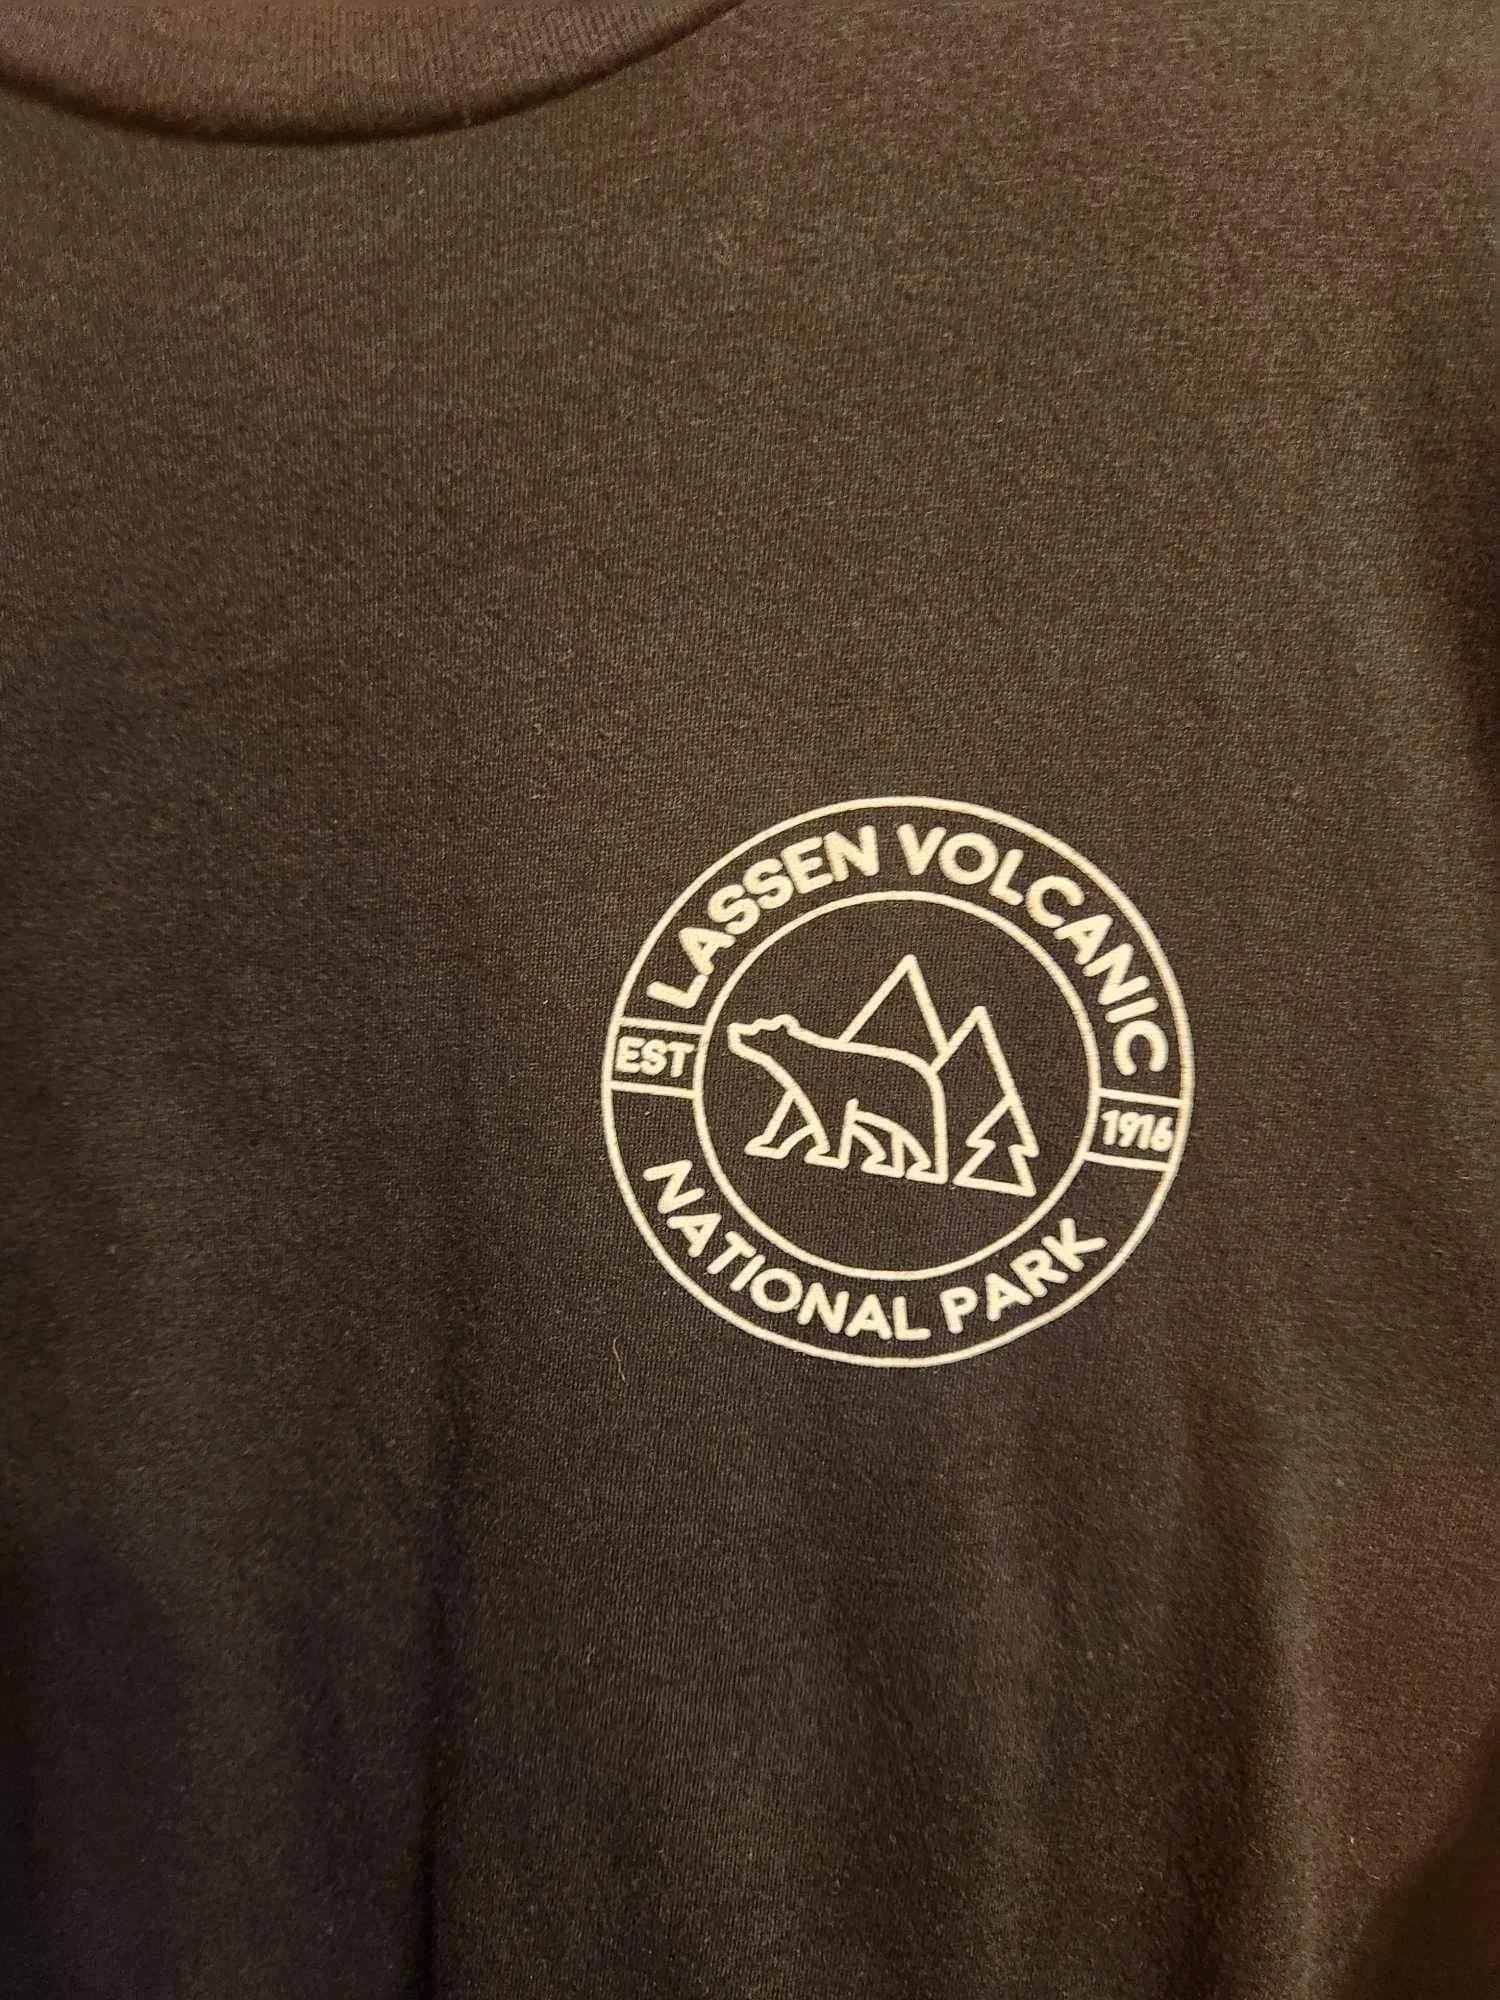 LASSEN VOLCANIC
EST
1916
NATIONAL PARK